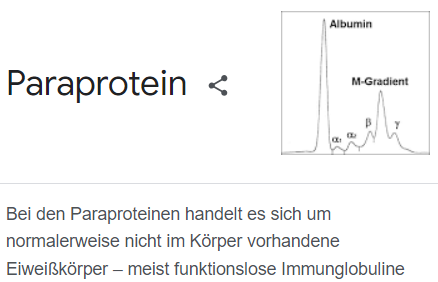 Albumin
Paraprotein
M-Gradient
α₁ α₂ β γ
Bei den Paraproteinen handelt es sich um
normalerweise nicht im Körper vorhandene
Eiweißkörper – meist funktionslose Immunglobuline